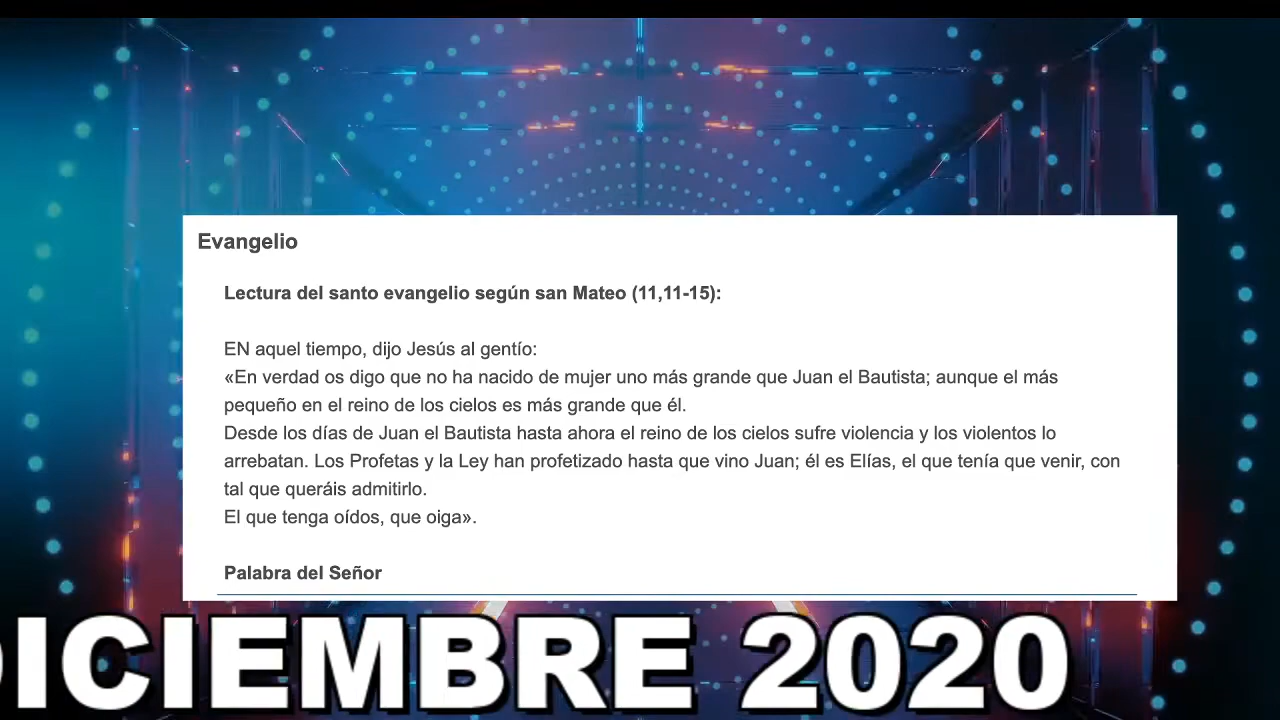 Evangelio
Lectura del santo evangelio según san Mateo (11,11-15):
EN aquel tiempo, dijo Jesús al gentío:
«En verdad os digo que no ha nacido de mujer uno más grande que Juan el Bautista; aunque el más
pequeño en el reino de los cielos es más grande que él.
Desde los días de Juan el Bautista hasta ahora el reino de los cielos sufre violencia y los violentos lo
arrebatan. Los Profetas y la Ley han profetizado hasta que vino Juan; él es Elías, el que tenía que venir, con
tal que queráis admitirlo.
El que tenga oídos, que oiga».
Palabra del Señor
DICIEMBRE 2020